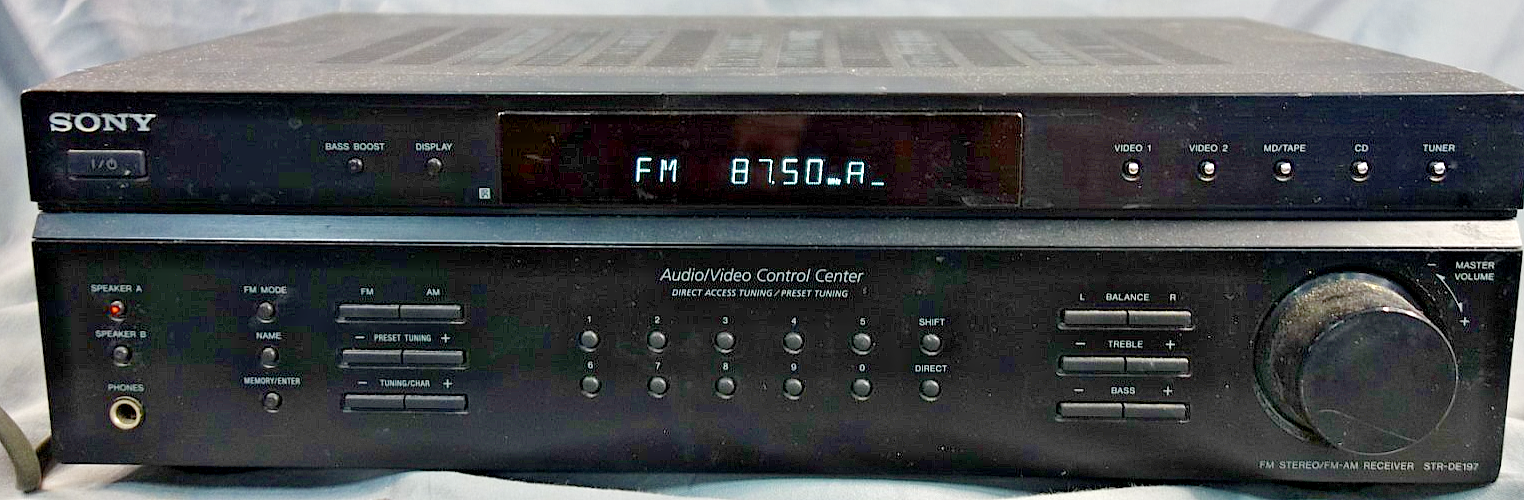 SONY
I/⏻
BASS BOOST
DISPLAY
FM 87.50 MHz A_
VIDEO 1
VIDEO 2
MD/TAPE
CD
TUNER
Audio/Video Control Center
DIRECT ACCESS TUNING / PRESET TUNING
SPEAKER A
SPEAKER B
PHONES
FM MODE
NAME
MEMORY/ENTER
FM AM
− PRESET TUNING +
− TUNING/CHAR +
1 2 3 4 5 SHIFT
6 7 8 9 0 DIRECT
L BALANCE R
− TREBLE +
− BASS +
− MASTER
VOLUME
+
FM STEREO/FM-AM RECEIVER STR-DE197